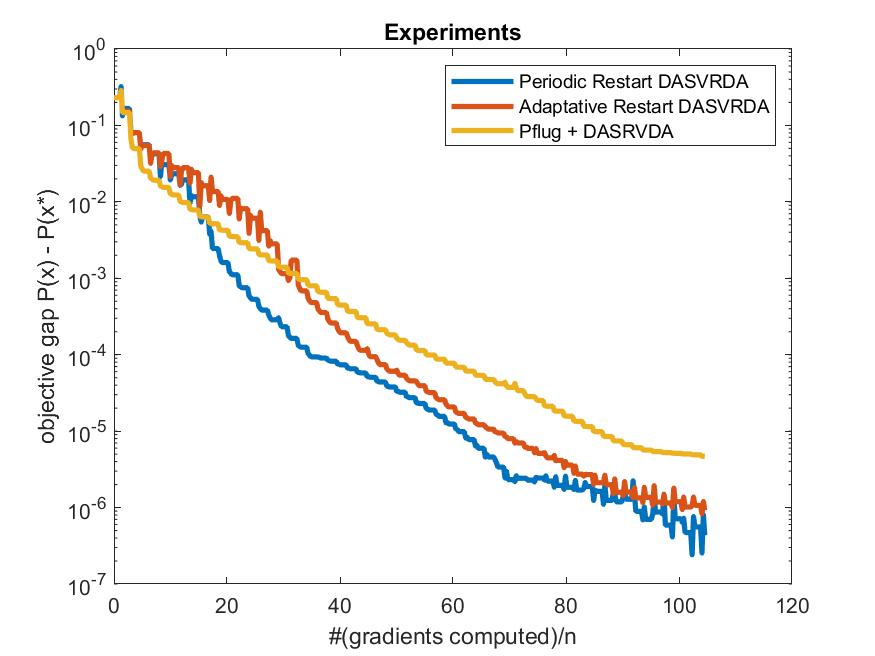 Experiments
10^0
10^-1
10^-2
10^-3
10^-4
10^-5
10^-6
10^-7
objective gap P(x) - P(x*)
Periodic Restart DASVRDA
Adaptative Restart DASVRDA
Pflug + DASRVDA
0 20 40 60 80 100 120
#(gradients computed)/n